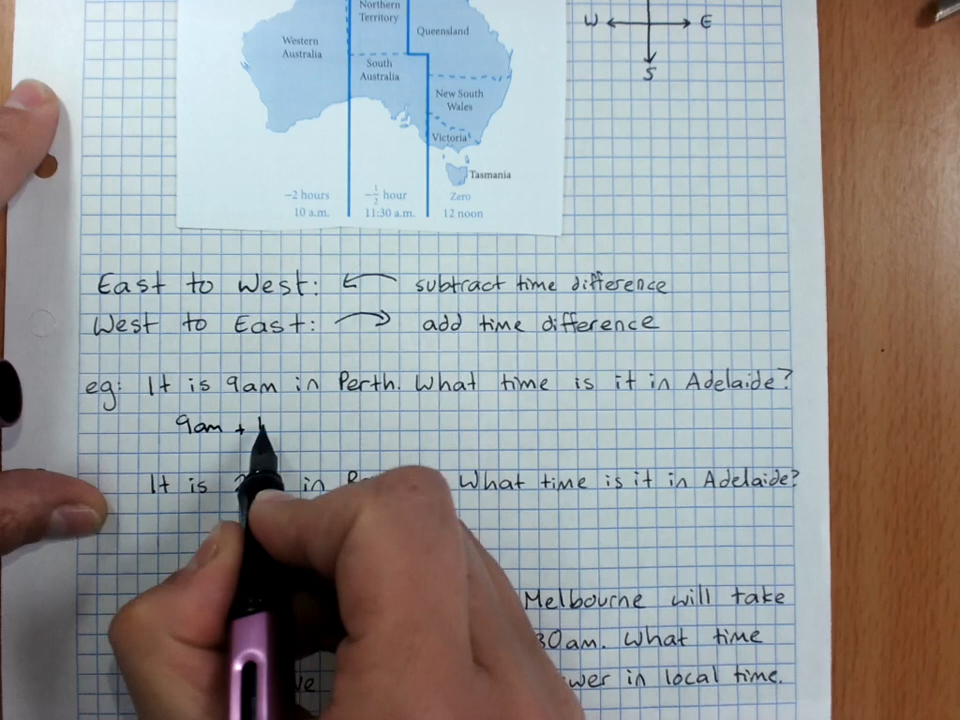 Northern
Territory
Western
Australia
Queensland
South
Australia
New South
Wales
Victoria
Tasmania
−2 hours
10 a.m.
−1/2 hour
11:30 a.m.
Zero
12 noon
W E
S
East to West: ← subtract time difference
West to East: → add time difference
eg: It is 9am in Perth. What time is it in Adelaide?
9am +
It is in What time is it in Adelaide?
Melbourne will take
30am. What time
in local time.